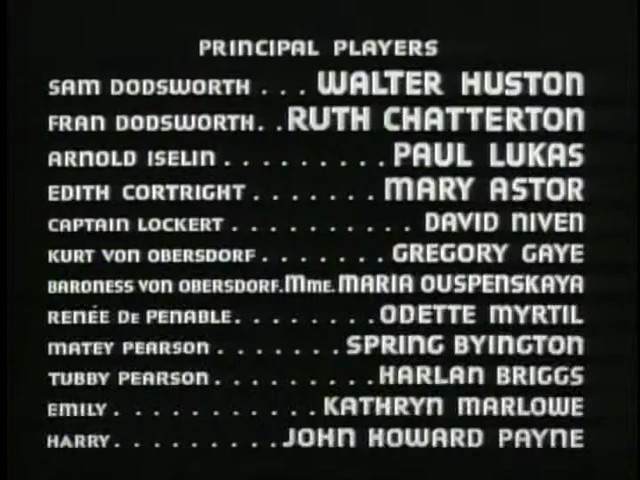 PRINCIPAL PLAYERS
SAM DODSWORTH . . . WALTER HUSTON
FRAN DODSWORTH. . RUTH CHATTERTON
ARNOLD ISELIN . . . . . . . . . PAUL LUKAS
EDITH CORTRIGHT . . . . . . . MARY ASTOR
CAPTAIN LOCKERT . . . . . . . . . . DAVID NIVEN
KURT VON OBERSDORF . . . . . . . GREGORY GAYE
BARONESS VON OBERSDORF. Mme. MARIA OUSPENSKAYA
RENÉE De PENABLE. . . . . . . . ODETTE MYRTIL
MATEY PEARSON . . . . . . . SPRING BYINGTON
TUBBY PEARSON . . . . . . . . . HARLAN BRIGGS
EMILY . . . . . . . . . . . . KATHRYN MARLOWE
HARRY. . . . . . . . . . JOHN HOWARD PAYNE